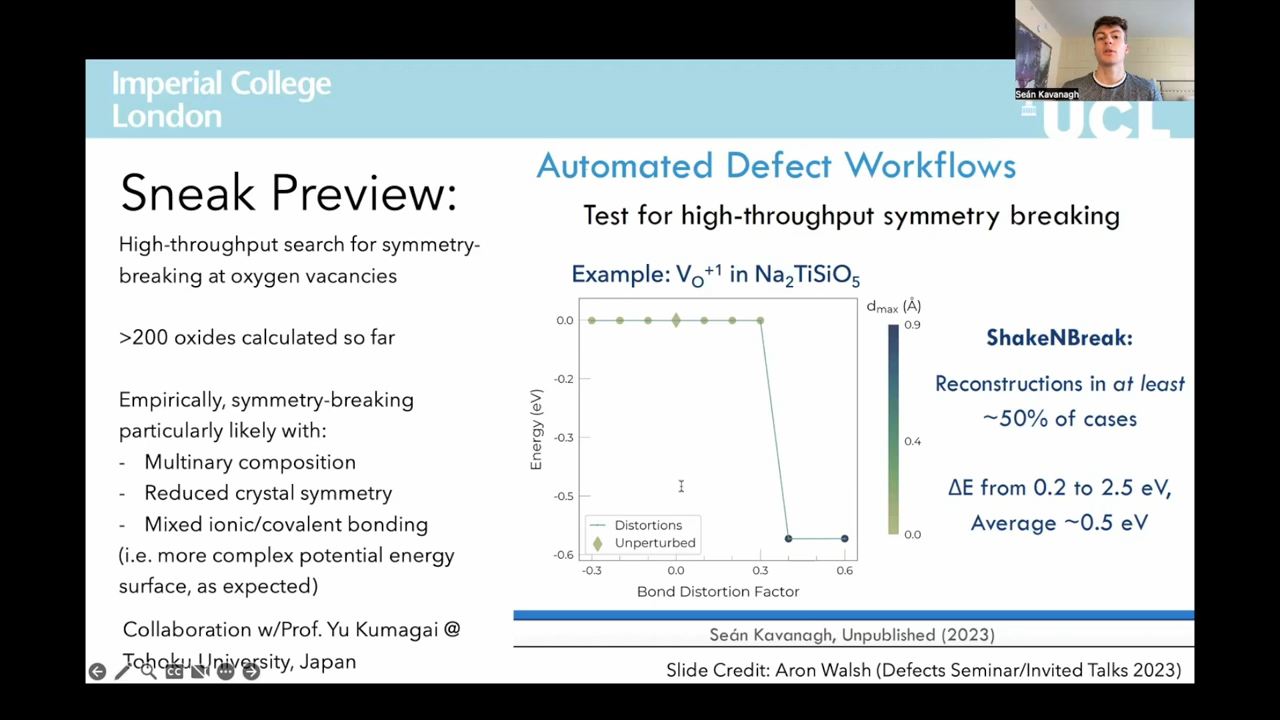 Seán Kavanagh
Imperial College
London
UCL
Sneak Preview:
High-throughput search for symmetry-
breaking at oxygen vacancies
>200 oxides calculated so far
Empirically, symmetry-breaking
particularly likely with:
- Multinary composition
- Reduced crystal symmetry
- Mixed ionic/covalent bonding
(i.e. more complex potential energy
surface, as expected)
Collaboration w/Prof. Yu Kumagai @
Tohoku University, Japan
CC
Automated Defect Workflows
Test for high-throughput symmetry breaking
Example: V_O^+1 in Na₂TiSiO₅
d_max (Å)
0.9
0.4
0.0
Energy (eV)
0.0
-0.2
-0.3
-0.5
-0.6
Distortions
Unperturbed
-0.3 0.0 0.3 0.6
Bond Distortion Factor
ShakeNBreak:
Reconstructions in at least
~50% of cases
ΔE from 0.2 to 2.5 eV,
Average ~0.5 eV
Seán Kavanagh, Unpublished (2023)
Slide Credit: Aron Walsh (Defects Seminar/Invited Talks 2023)